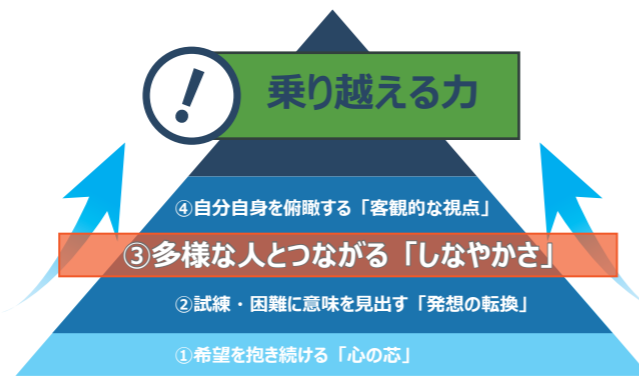 !
乗り越える力
④自分自身を俯瞰する「客観的な視点」
③多様な人とつながる「しなやかさ」
②試練・困難に意味を見出す「発想の転換」
①希望を抱き続ける「心の芯」